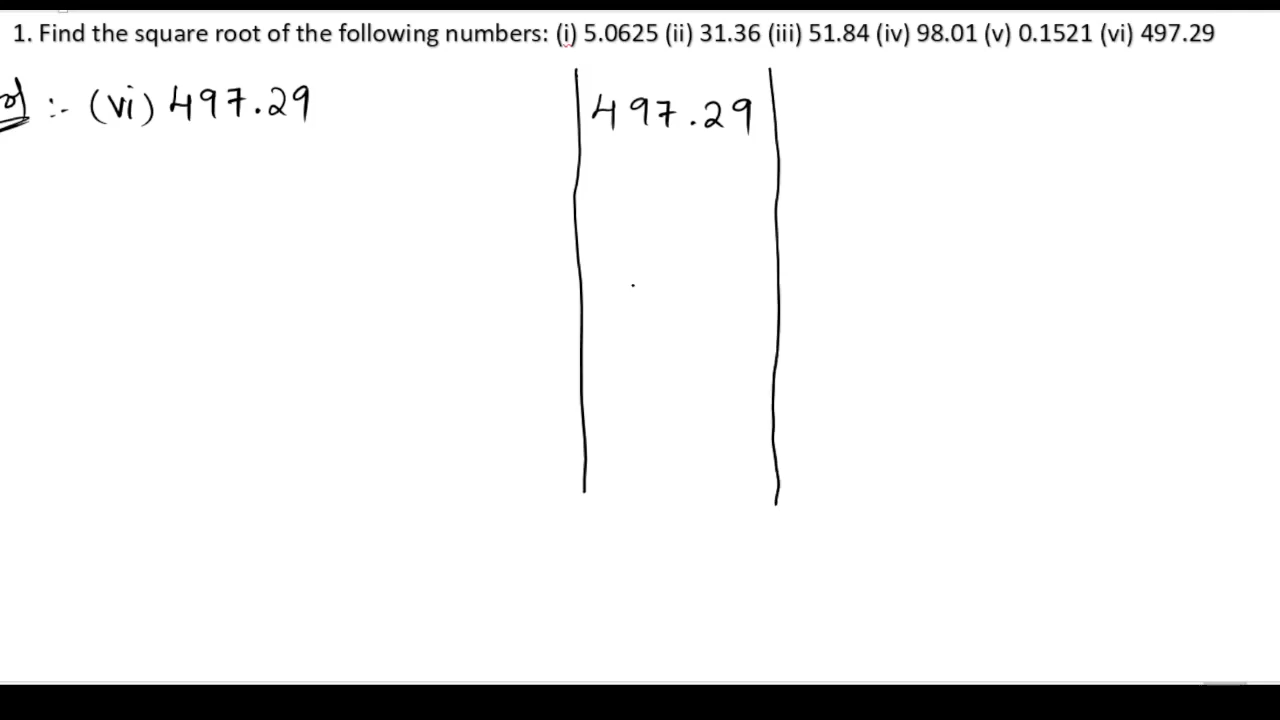 1. Find the square root of the following numbers: (i) 5.0625 (ii) 31.36 (iii) 51.84 (iv) 98.01 (v) 0.1521 (vi) 497.29
:- (vi) 497.29
497.29